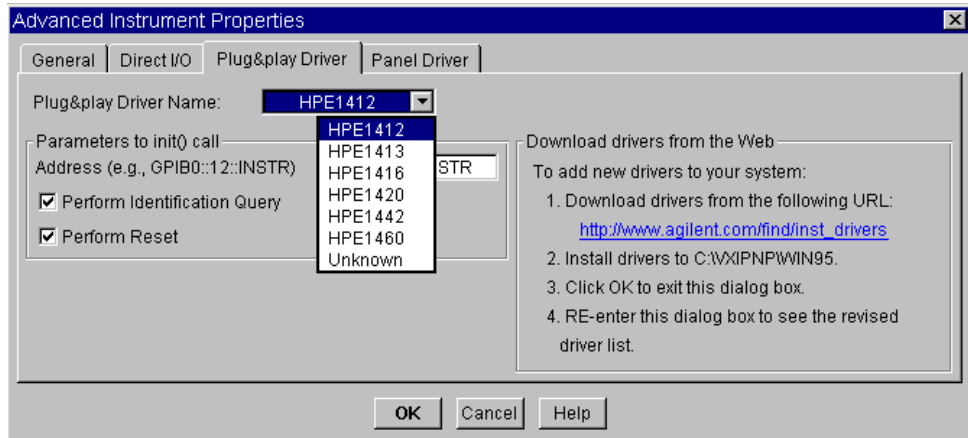 Advanced Instrument Properties
General
Direct I/O
Plug&play Driver
Panel Driver
Plug&play Driver Name:
HPE1412
HPE1412
HPE1413
HPE1416
HPE1420
HPE1442
HPE1460
Unknown
Parameters to init() call
Address (e.g., GPIB0::12::INSTR)
STR
Perform Identification Query
Perform Reset
Download drivers from the Web
To add new drivers to your system:
1. Download drivers from the following URL:
http://www.agilent.com/find/inst_drivers
2. Install drivers to C:\VXIPNP\WIN95.
3. Click OK to exit this dialog box.
4. RE-enter this dialog box to see the revised
driver list.
OK
Cancel
Help